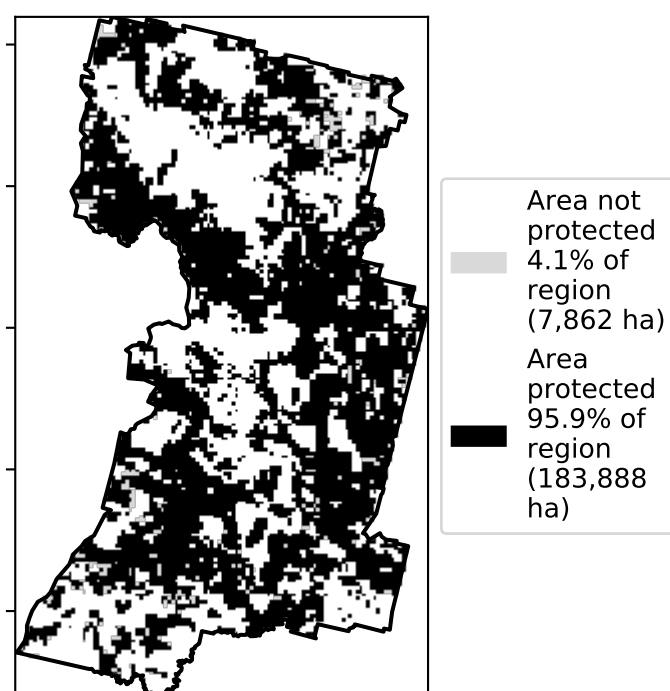 Area not
protected
4.1% of
region
(7,862 ha)
Area
protected
95.9% of
region
(183,888
ha)